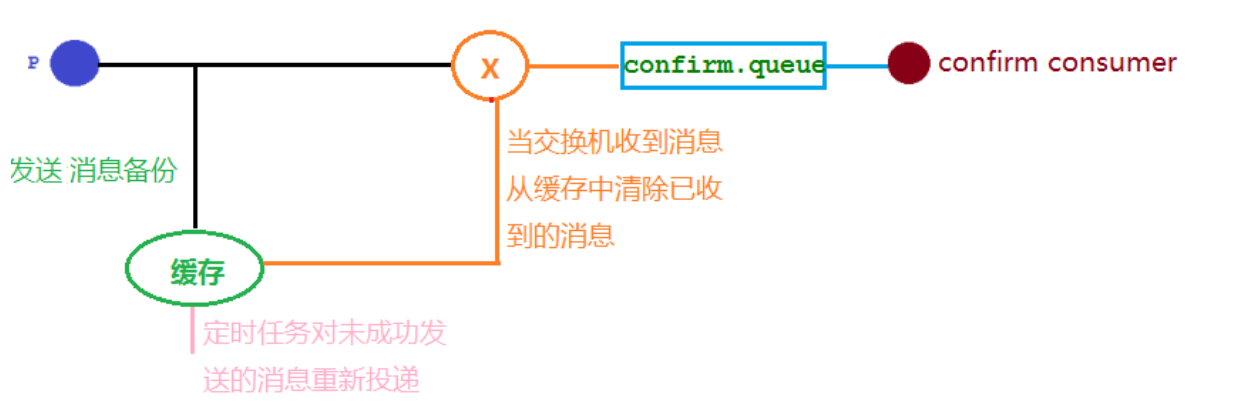 P
X
confirm.queue
confirm consumer
发送 消息备份
当交换机收到消息
从缓存中清除已收
到的消息
缓存
定时任务对未成功发
送的消息重新投递